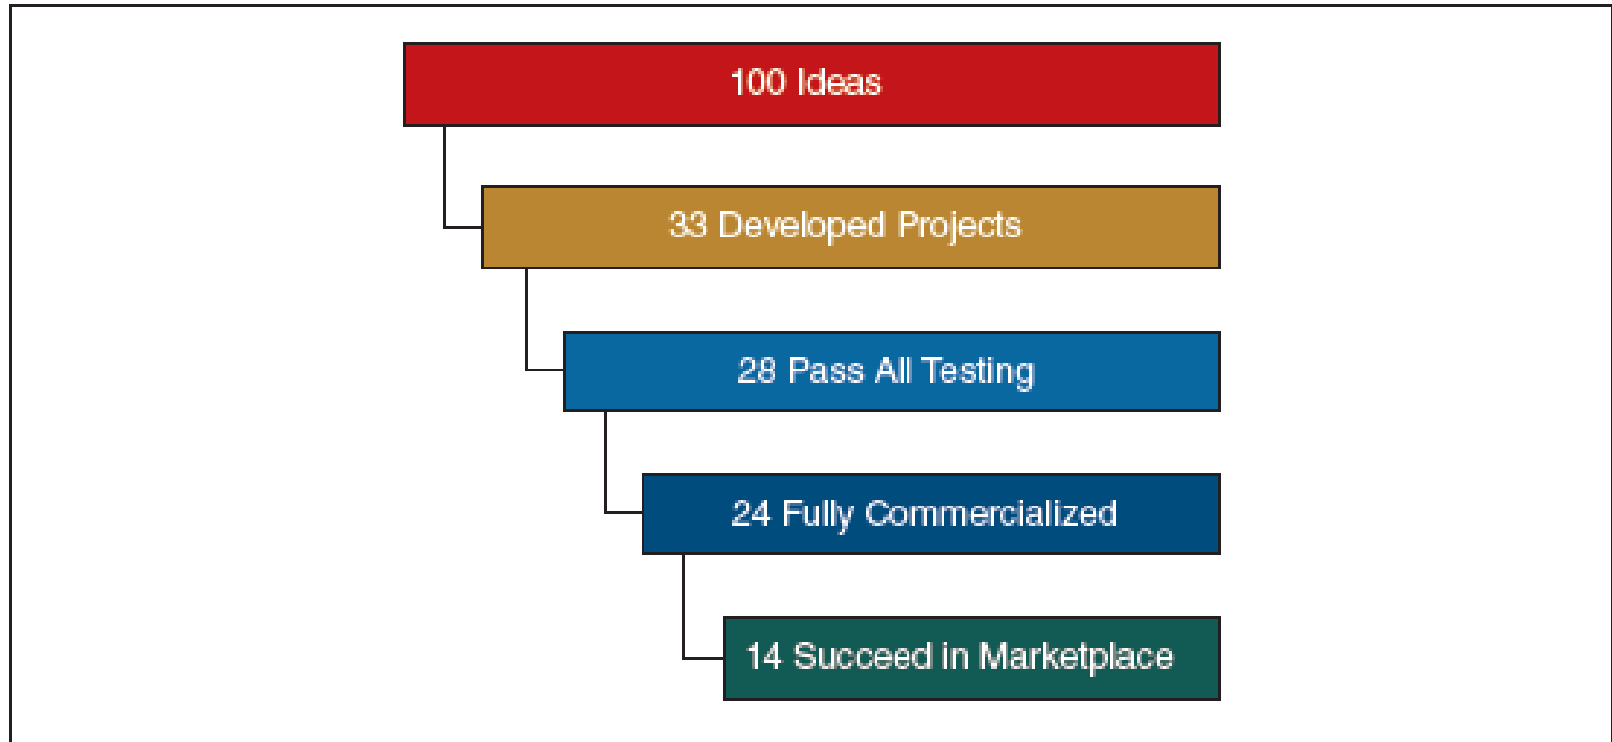 100 Ideas
33 Developed Projects
28 Pass All Testing
24 Fully Commercialized
14 Succeed in Marketplace